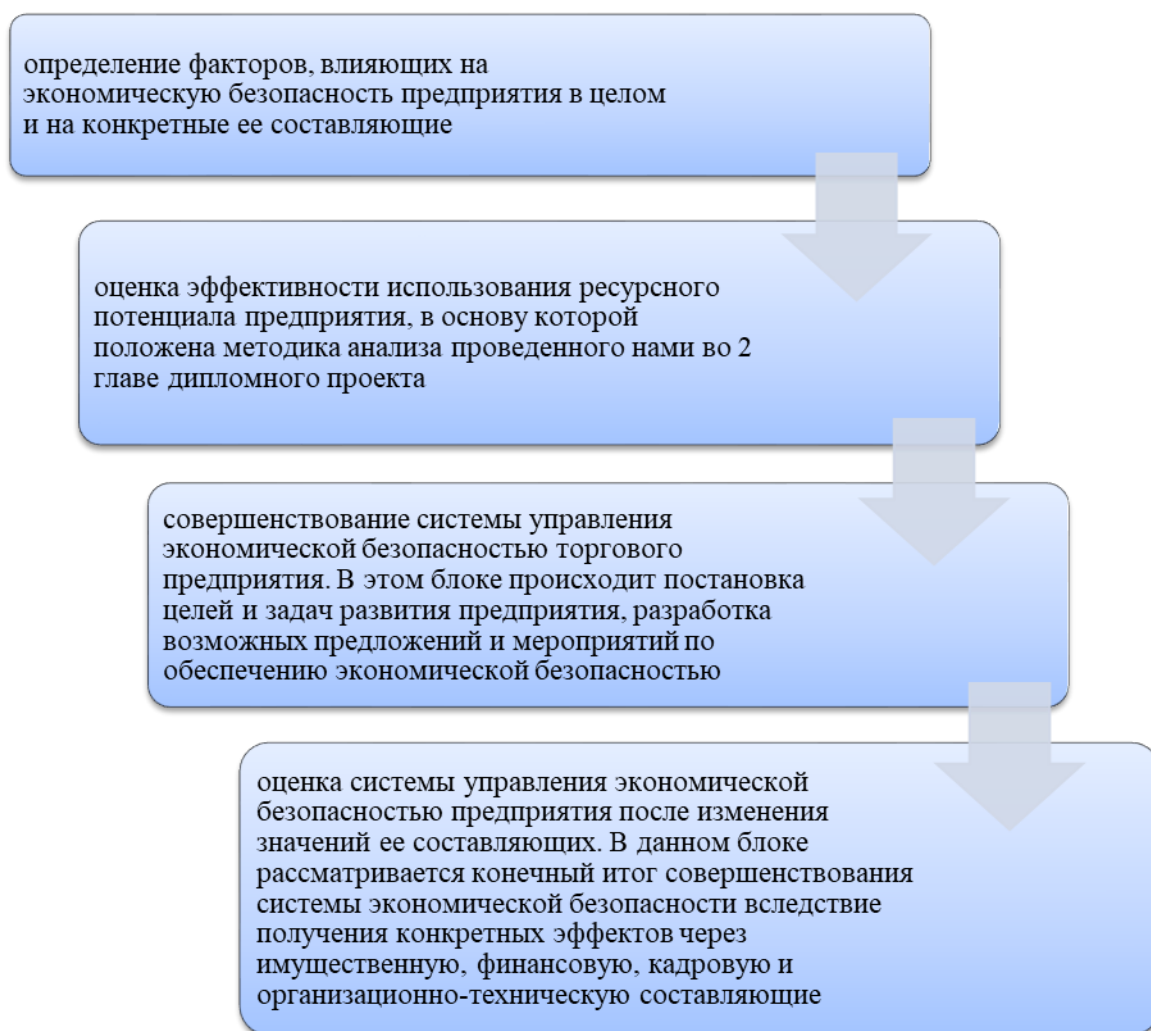 определение факторов, влияющих на
экономическую безопасность предприятия в целом
и на конкретные ее составляющие
оценка эффективности использования ресурсного
потенциала предприятия, в основу которой
положена методика анализа проведенного нами во 2
главе дипломного проекта
совершенствование системы управления
экономической безопасностью торгового
предприятия. В этом блоке происходит постановка
целей и задач развития предприятия, разработка
возможных предложений и мероприятий по
обеспечению экономической безопасностью
оценка системы управления экономической
безопасностью предприятия после изменения
значений ее составляющих. В данном блоке
рассматривается конечный итог совершенствования
системы экономической безопасности вследствие
получения конкретных эффектов через
имущественную, финансовую, кадровую и
организационно-техническую составляющие